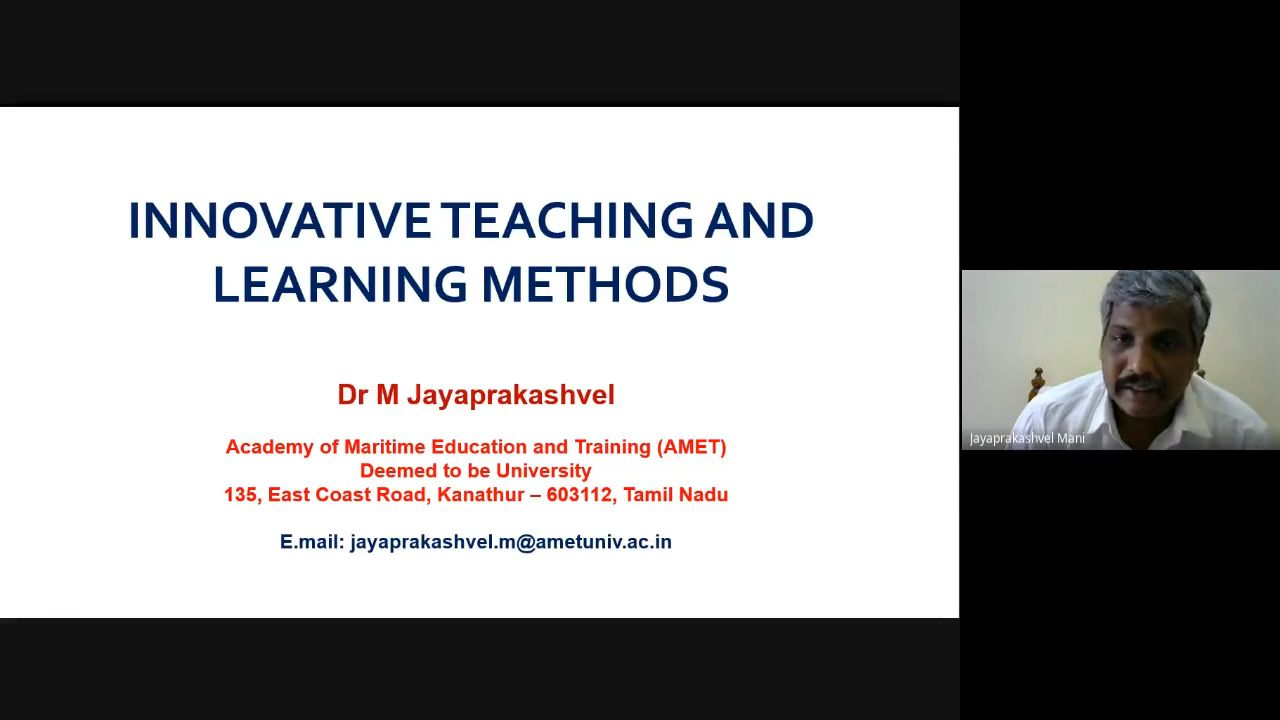 INNOVATIVE TEACHING AND
LEARNING METHODS
Dr M Jayaprakashvel
Academy of Maritime Education and Training (AMET)
Deemed to be University
135, East Coast Road, Kanathur – 603112, Tamil Nadu
E.mail: jayaprakashvel.m@ametuniv.ac.in
Jayaprakashvel Mani